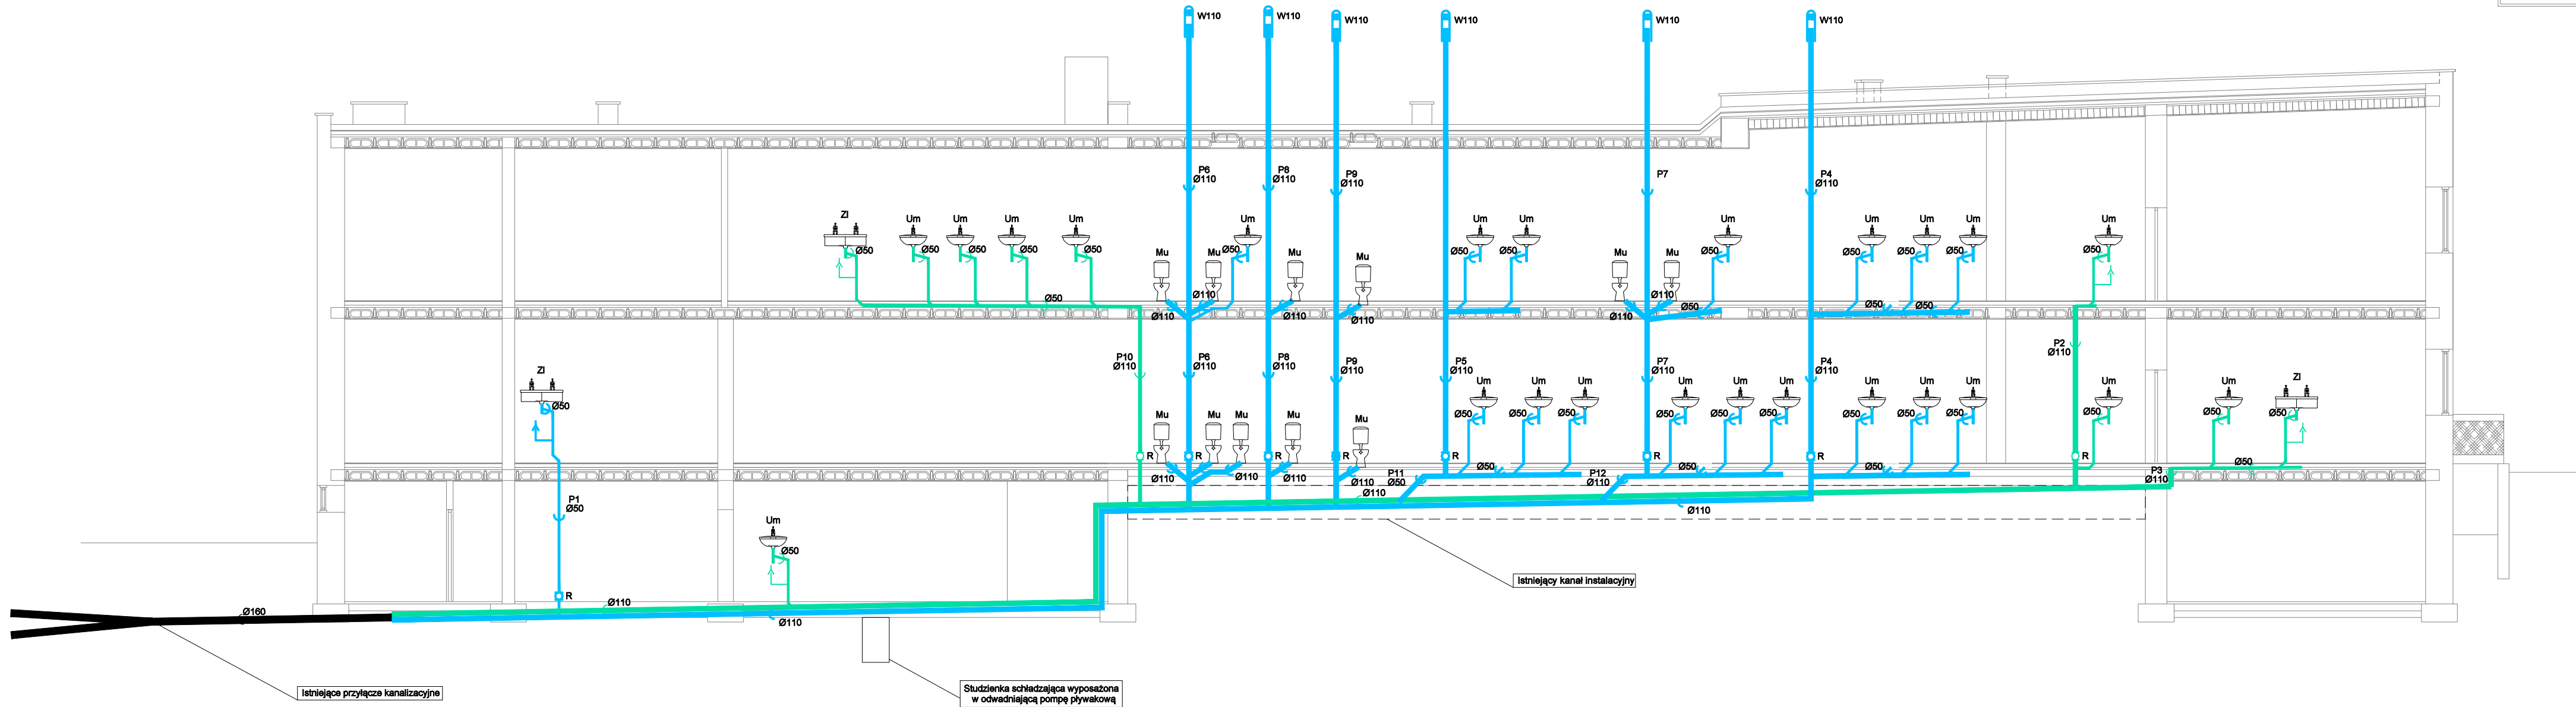 W110
W110
W110
W110
W110
W110
P6
Ø110
P8
Ø110
P9
Ø110
P7
P4
Ø110
Zl
Um
Um
Um
Um
Um
Um
Um
Um
Um
Um
Um
Um
Ø50
Ø50
Ø50
Ø50
Ø50
Ø50
Ø50
Ø50
Ø50
Ø50
Ø50
Ø50
Ø50
Mu
Mu
Mu
Mu
Mu
Mu
Ø50
Ø110
Ø110
Ø110
Ø110
Ø110
Ø110
Ø50
Ø50
Ø50
P10
Ø110
P6
Ø110
P8
Ø110
P9
Ø110
P5
Ø110
P7
Ø110
P4
Ø110
P2
Ø110
Zl
Ø50
Um
Um
Um
Um
Um
Um
Um
Um
Um
Um
Um
Zl
Ø50
Ø50
Ø50
Ø50
Ø50
Ø50
Ø50
Ø50
Ø50
Ø50
Ø50
Ø50
Mu
Mu
Mu
Mu
Mu
R
R
R
R
R
R
R
R
Ø110
Ø110
Ø110
Ø110
Ø110
P11
Ø50
Ø50
P12
Ø110
Ø50
Ø50
P3
Ø110
Ø50
Ø110
Ø110
P1
Ø50
Um
Ø50
R
Ø160
Ø110
Ø110
Istniejący kanał instalacyjny
Istniejące przyłącze kanalizacyjne
Studzienka schładzająca wyposażona
w odwadniającą pompę pływakową